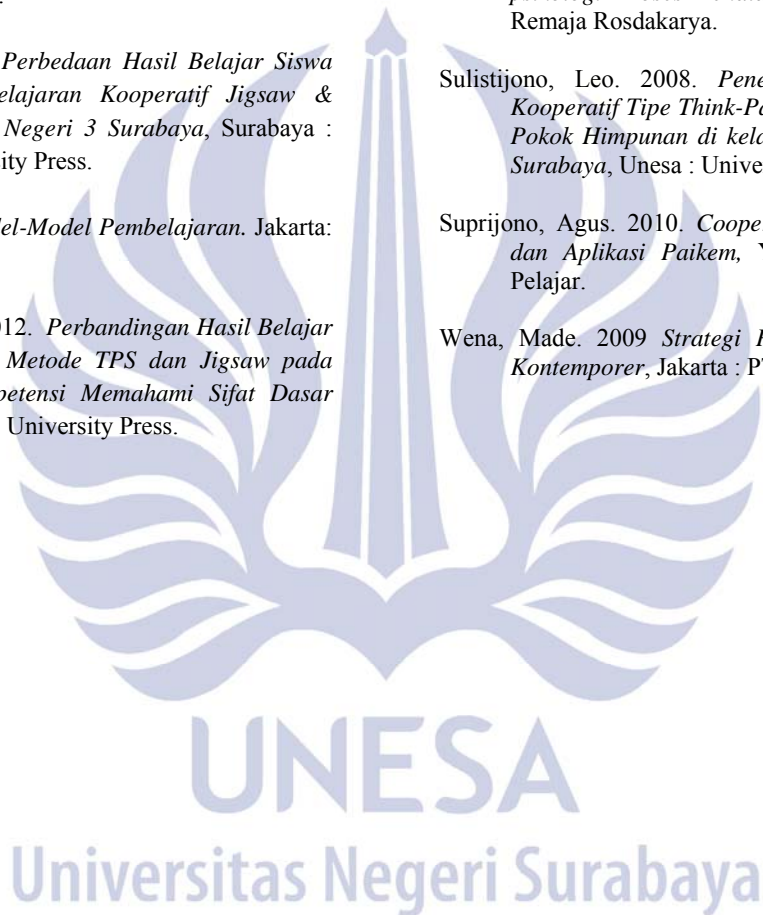 Perbedaan Hasil Belajar Siswa
elajaran Kooperatif Jigsaw &
Negeri 3 Surabaya, Surabaya :
sity Press.
del-Model Pembelajaran. Jakarta:
012. Perbandingan Hasil Belajar
Metode TPS dan Jigsaw pada
petensi Memahami Sifat Dasar
University Press.
Remaja Rosdakarya.
Sulistijono, Leo. 2008. Pene
Kooperatif Tipe Think-Pa
Pokok Himpunan di kela
Surabaya, Unesa : Univer
Suprijono, Agus. 2010. Coope
dan Aplikasi Paikem, Y
Pelajar.
Wena, Made. 2009 Strategi P
Kontemporer, Jakarta : PT
UNESA
Universitas Negeri Surabaya